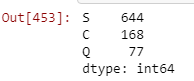 Out[453]: S    644
C    168
Q     77
dtype: int64